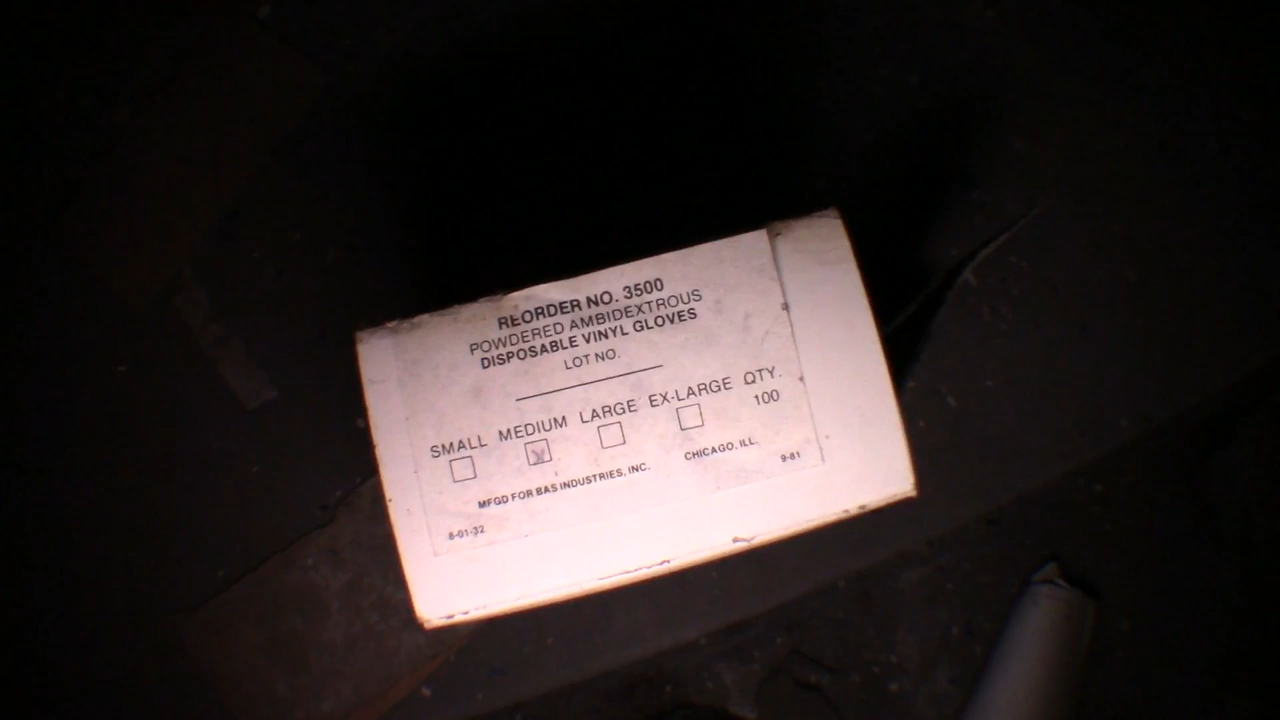 REORDER NO. 3500
POWDERED AMBIDEXTROUS
DISPOSABLE VINYL GLOVES
LOT NO.
SMALL MEDIUM LARGE EX-LARGE QTY.
X 100
MFGD FOR BAS INDUSTRIES, INC. CHICAGO, ILL.
8-01-32 9-81